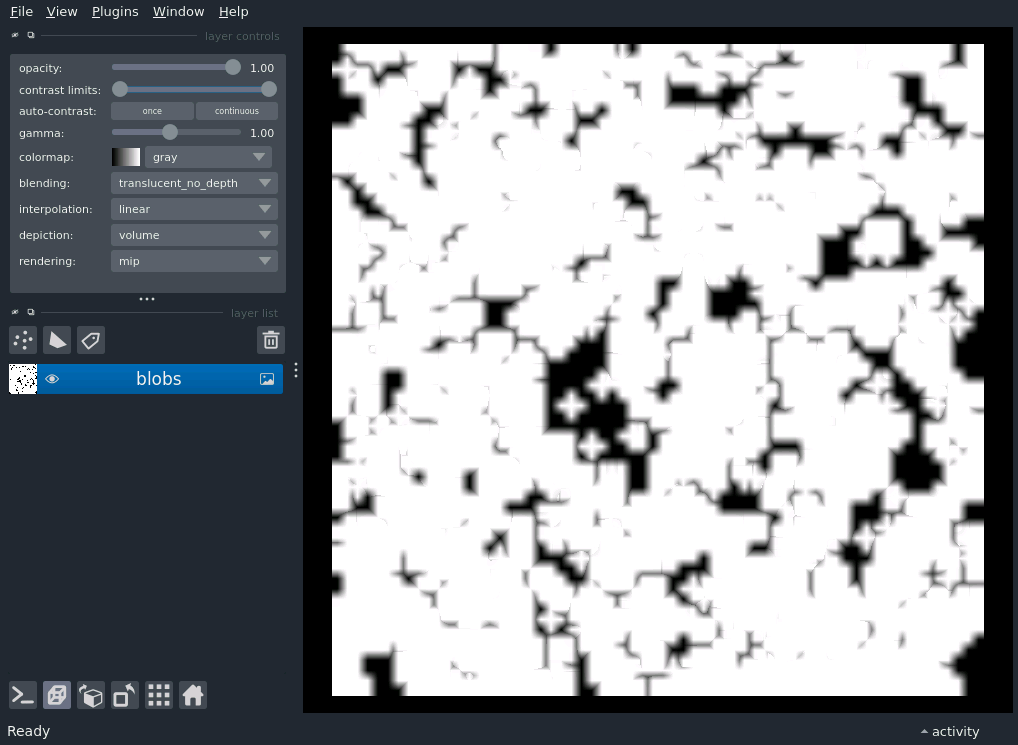 File View Plugins Window Help
layer controls
opacity: 1.00
contrast limits:
auto-contrast: once continuous
gamma: 1.00
colormap: gray
blending: translucent_no_depth
interpolation: linear
depiction: volume
rendering: mip
layer list
blobs
Ready activity